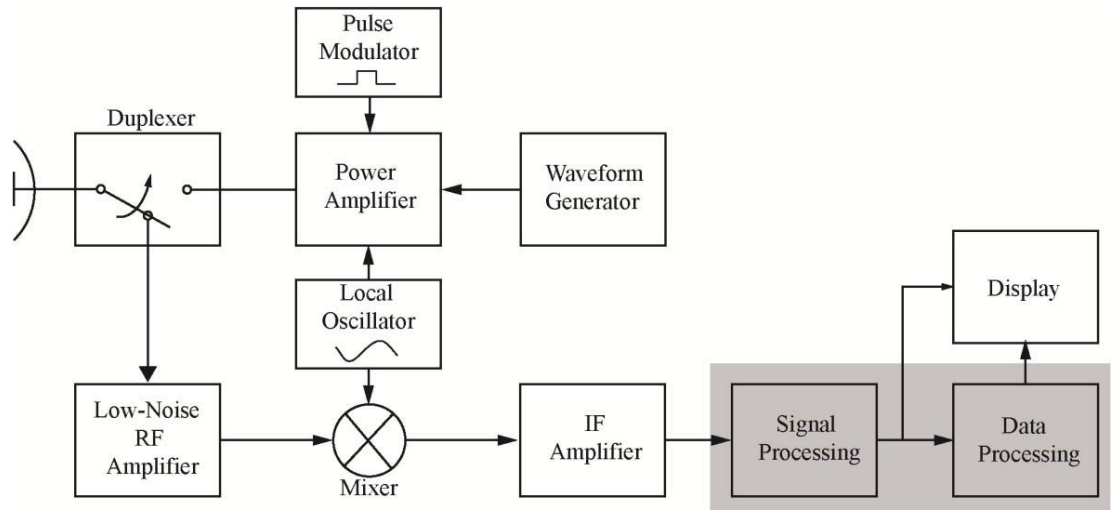 Pulse
Modulator
Duplexer
Power
Amplifier
Waveform
Generator
Local
Oscillator
Display
Low-Noise
RF
Amplifier
Mixer
IF
Amplifier
Signal
Processing
Data
Processing